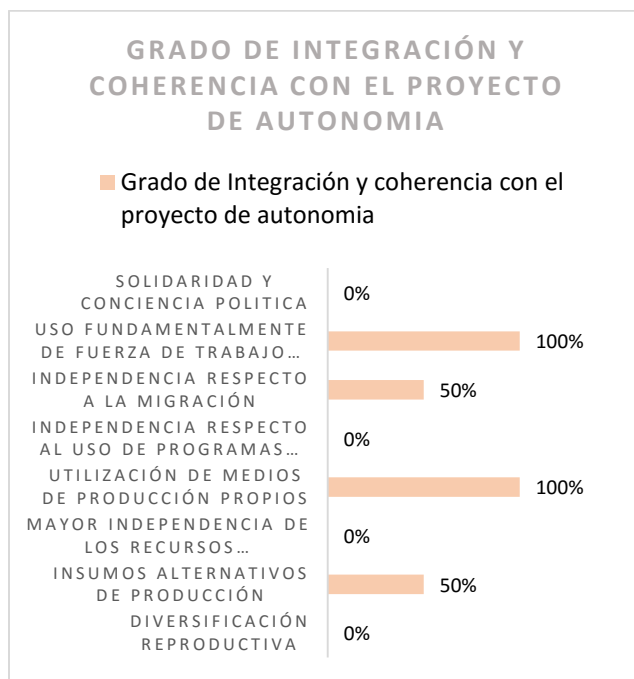 GRADO DE INTEGRACIÓN Y
COHERENCIA CON EL PROYECTO
DE AUTONOMIA
Grado de Integración y coherencia con el
proyecto de autonomia
SOLIDARIDAD Y
CONCIENCIA POLITICA
0%
USO FUNDAMENTALMENTE
DE FUERZA DE TRABAJO…
100%
INDEPENDENCIA RESPECTO
A LA MIGRACIÓN
50%
INDEPENDENCIA RESPECTO
AL USO DE PROGRAMAS…
0%
UTILIZACIÓN DE MEDIOS
DE PRODUCCIÓN PROPIOS
100%
MAYOR INDEPENDENCIA DE
LOS RECURSOS…
0%
INSUMOS ALTERNATIVOS
DE PRODUCCIÓN
50%
DIVERSIFICACIÓN
REPRODUCTIVA
0%